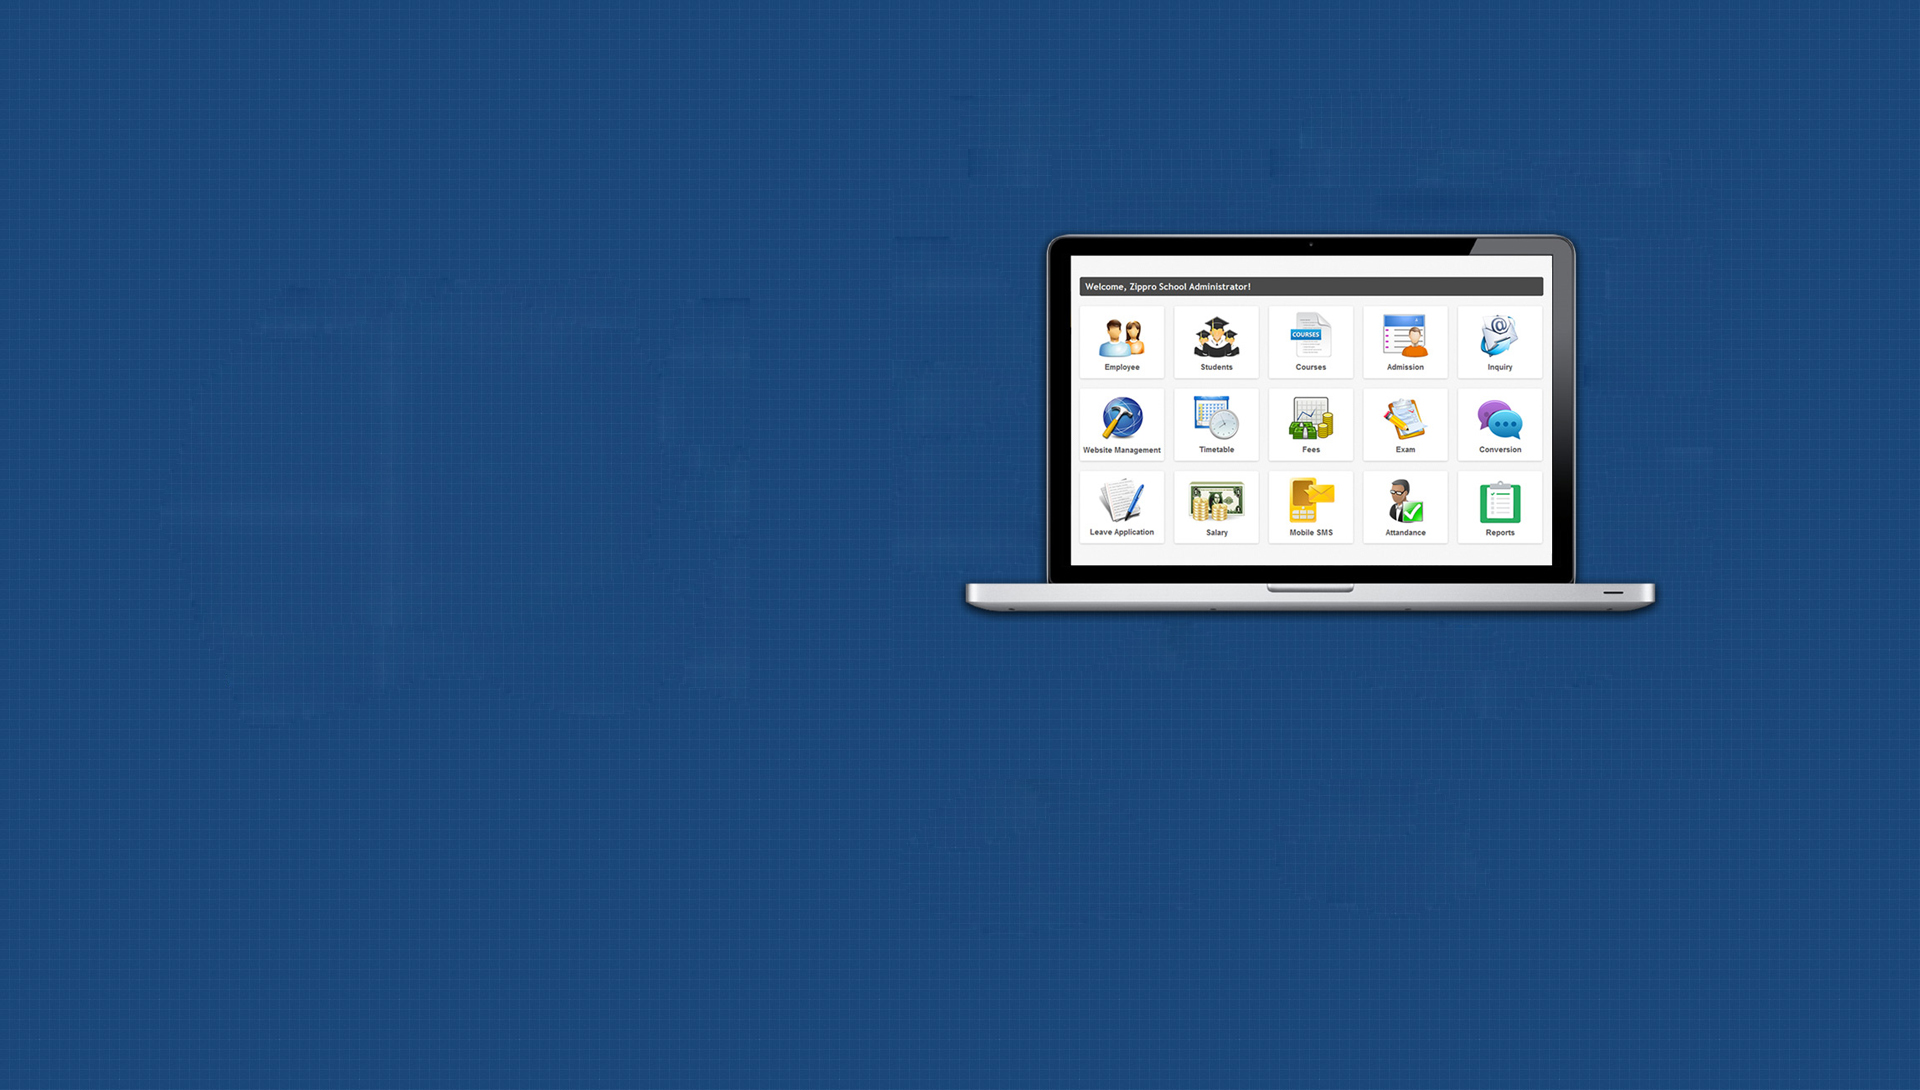 Welcome, Zippro School Administrator!
Employee
Students
COURSES
Courses
Admission
Inquiry
Website Management
Timetable
Fees
Exam
Conversion
Leave Application
Salary
Mobile SMS
Attandance
Reports